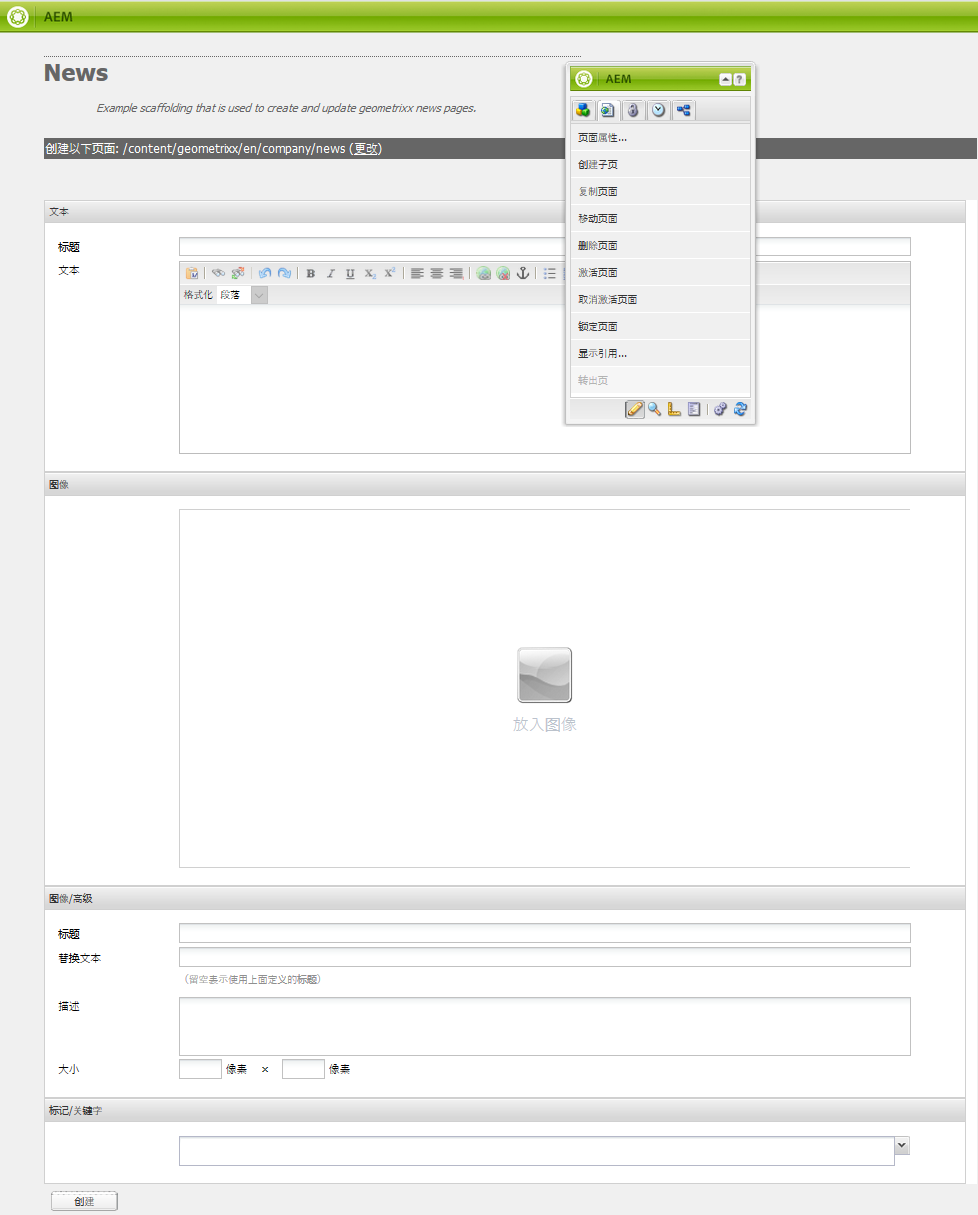 AEM
News
Example scaffolding that is used to create and update geometrixx news pages.
创建以下页面: /content/geometrixx/en/company/news (更改)
AEM
?
页面属性...
创建子页
复制页面
移动页面
删除页面
激活页面
取消激活页面
锁定页面
显示引用...
转出页
文本
标题
文本
B I U X₂ X²
格式化 段落
图像
放入图像
图像/高级
标题
替换文本
（留空表示使用上面定义的标题）
描述
大小 像素 × 像素
标记/关键字
创建